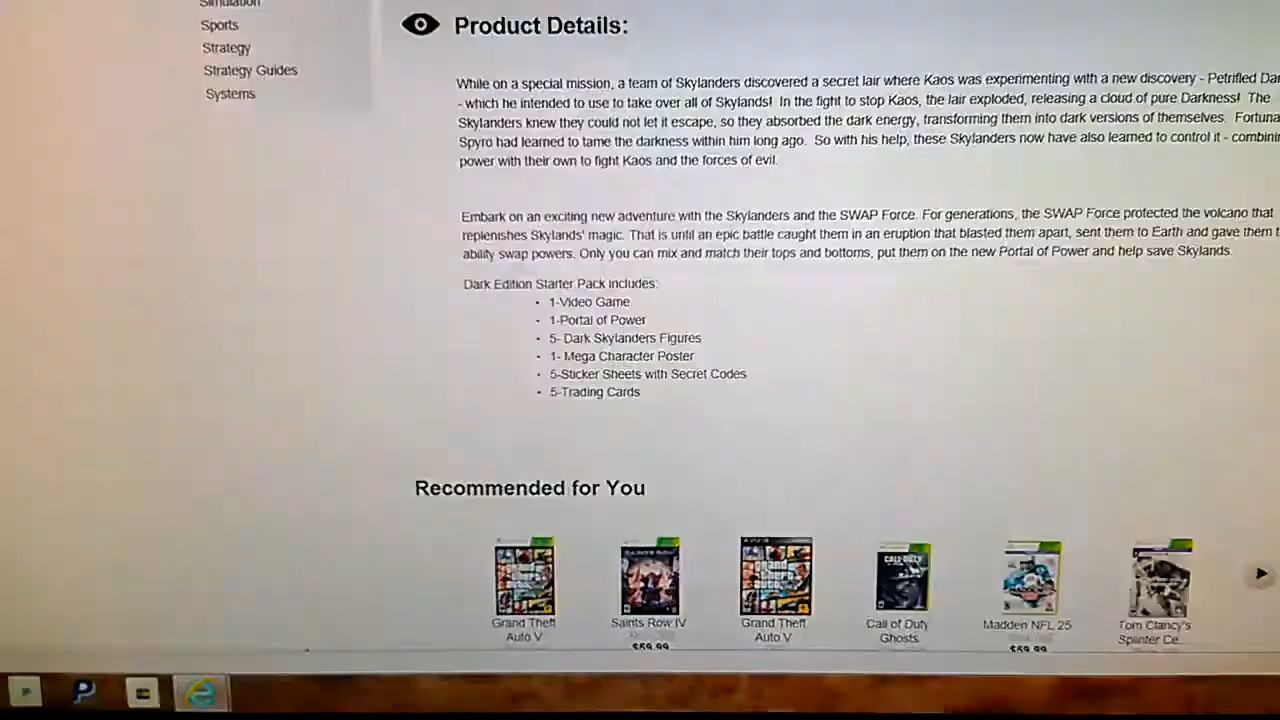 Simulation
Sports
Strategy
Strategy Guides
Systems
Product Details:
While on a special mission, a team of Skylanders discovered a secret lair where Kaos was experimenting with a new discovery - Petrified Da
- which he intended to use to take over all of Skylands! In the fight to stop Kaos, the lair exploded, releasing a cloud of pure Darkness! The
Skylanders knew they could not let it escape, so they absorbed the dark energy, transforming them into dark versions of themselves. Fortuna
Spyro had learned to tame the darkness within him long ago. So with his help, these Skylanders now have also learned to control it - combini
power with their own to fight Kaos and the forces of evil.
Embark on an exciting new adventure with the Skylanders and the SWAP Force. For generations, the SWAP Force protected the volcano that
replenishes Skylands' magic. That is until an epic battle caught them in an eruption that blasted them apart, sent them to Earth and gave them t
ability swap powers. Only you can mix and match their tops and bottoms, put them on the new Portal of Power and help save Skylands.
Dark Edition Starter Pack includes:
• 1-Video Game
• 1-Portal of Power
• 5- Dark Skylanders Figures
• 1- Mega Character Poster
• 5-Sticker Sheets with Secret Codes
• 5-Trading Cards
Recommended for You
Grand Theft
Auto V
Saints Row IV
$59.99
Grand Theft
Auto V
Call of Duty
Ghosts
Madden NFL 25
$59.99
Tom Clancy's
Splinter Ce...